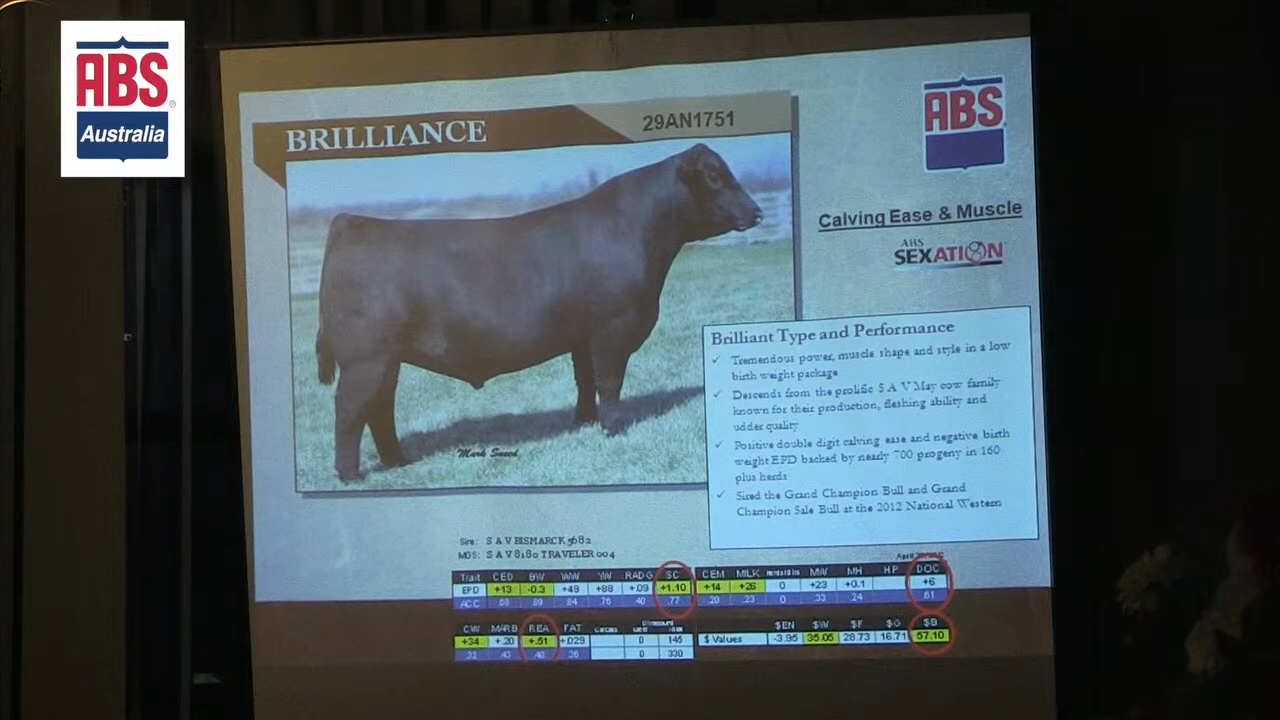 ABS
Australia
BRILLIANCE
29AN1751
ABS
Calving Ease & Muscle
ABS
SEXATION
Mark Sneed
Brilliant Type and Performance
✓ Tremendous power, muscle shape and style in a low
birth weight package
✓ Descends from the prolific S A V May cow family
known for their production, fleshing ability and
udder quality
✓ Positive double digit calving ease and negative birth
weight EPD backed by nearly 700 progeny in 160
plus herds
✓ Sired the Grand Champion Bull and Grand
Champion Sale Bull at the 2012 National Western
Sire: S A V BISMARCK 5682
MGS: S A V 8180 TRAVELER 004
April
Trait CED BW WW YW RADG SC CEM MILK MW MH HP DOC
EPD +13 -0.3 +49 +88 +.09 +1.10 +14 +26 0 +23 +0.1 +6
ACC .68 .89 .84 .76 .40 .77 .20 .23 0 .33 .24 .61
CW MARB REA FAT $EN $W $F $G $B
+34 +.20 +.51 +.029 0 145 $ Values -3.95 35.05 28.73 16.71 57.10
.32 .43 .40 .36 0 330